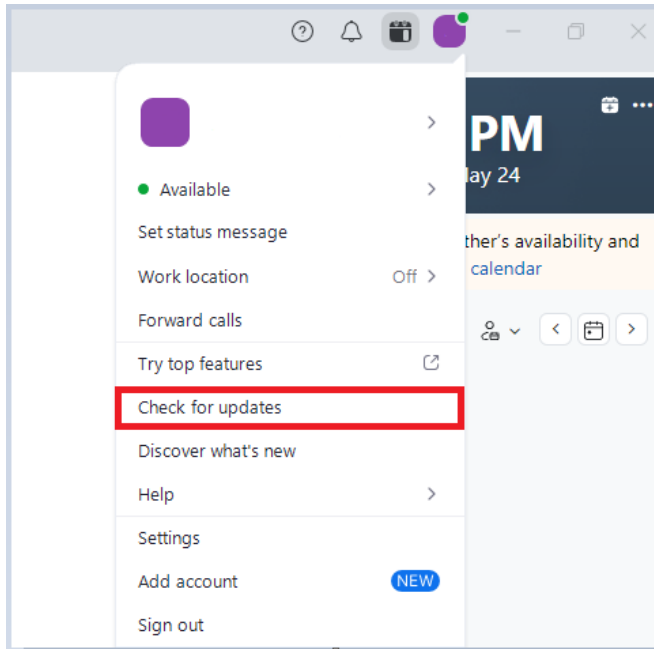 PM
lay 24
Available
Set status message
ther's availability and
Work location Off
calendar
Forward calls
Try top features
Check for updates
Discover what's new
Help
Settings
Add account NEW
Sign out